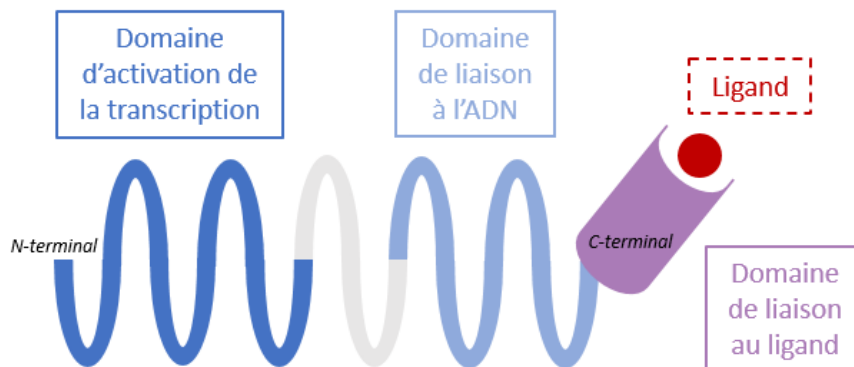 Domaine
d'activation de
la transcription
Domaine
de liaison
à l'ADN
Ligand
N-terminal
C-terminal
Domaine
de liaison
au ligand